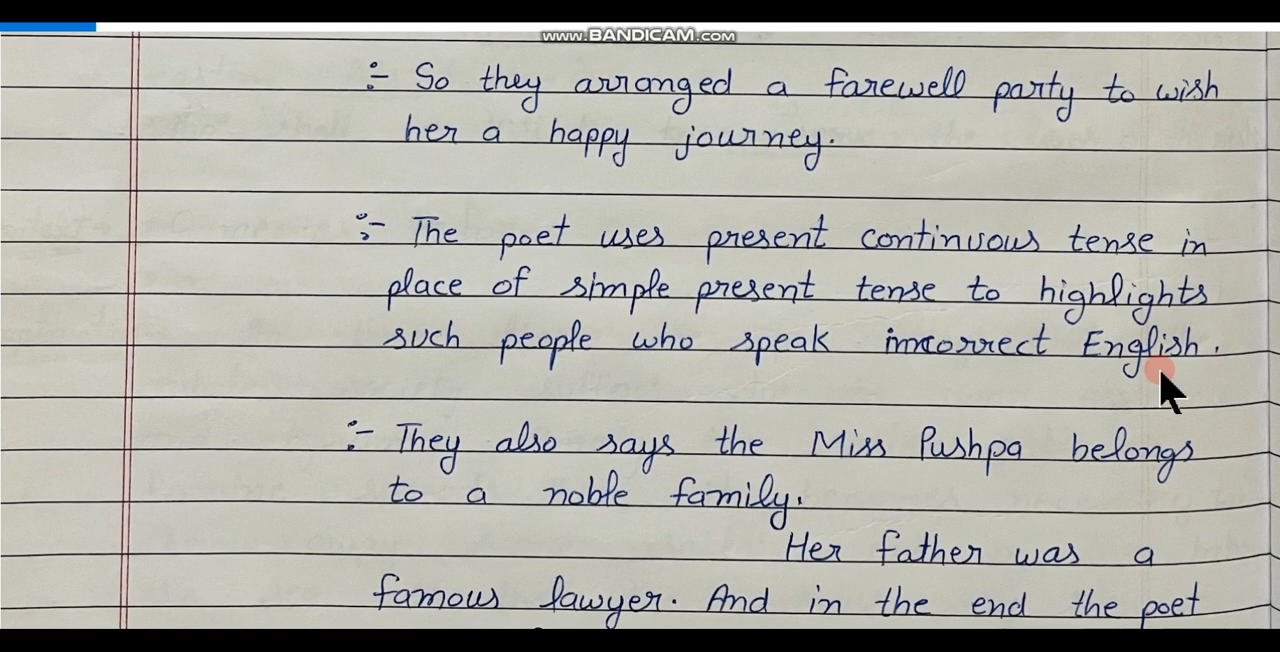 www.BANDICAM.com
:- So they arranged a farewell party to wish
her a happy journey.
:- The poet uses present continuous tense in
place of simple present tense to highlights
such people who speak incorrect English.
:- They also says the Miss Pushpa belongs
to a noble family.
Her father was a
famous lawyer. And in the end the poet